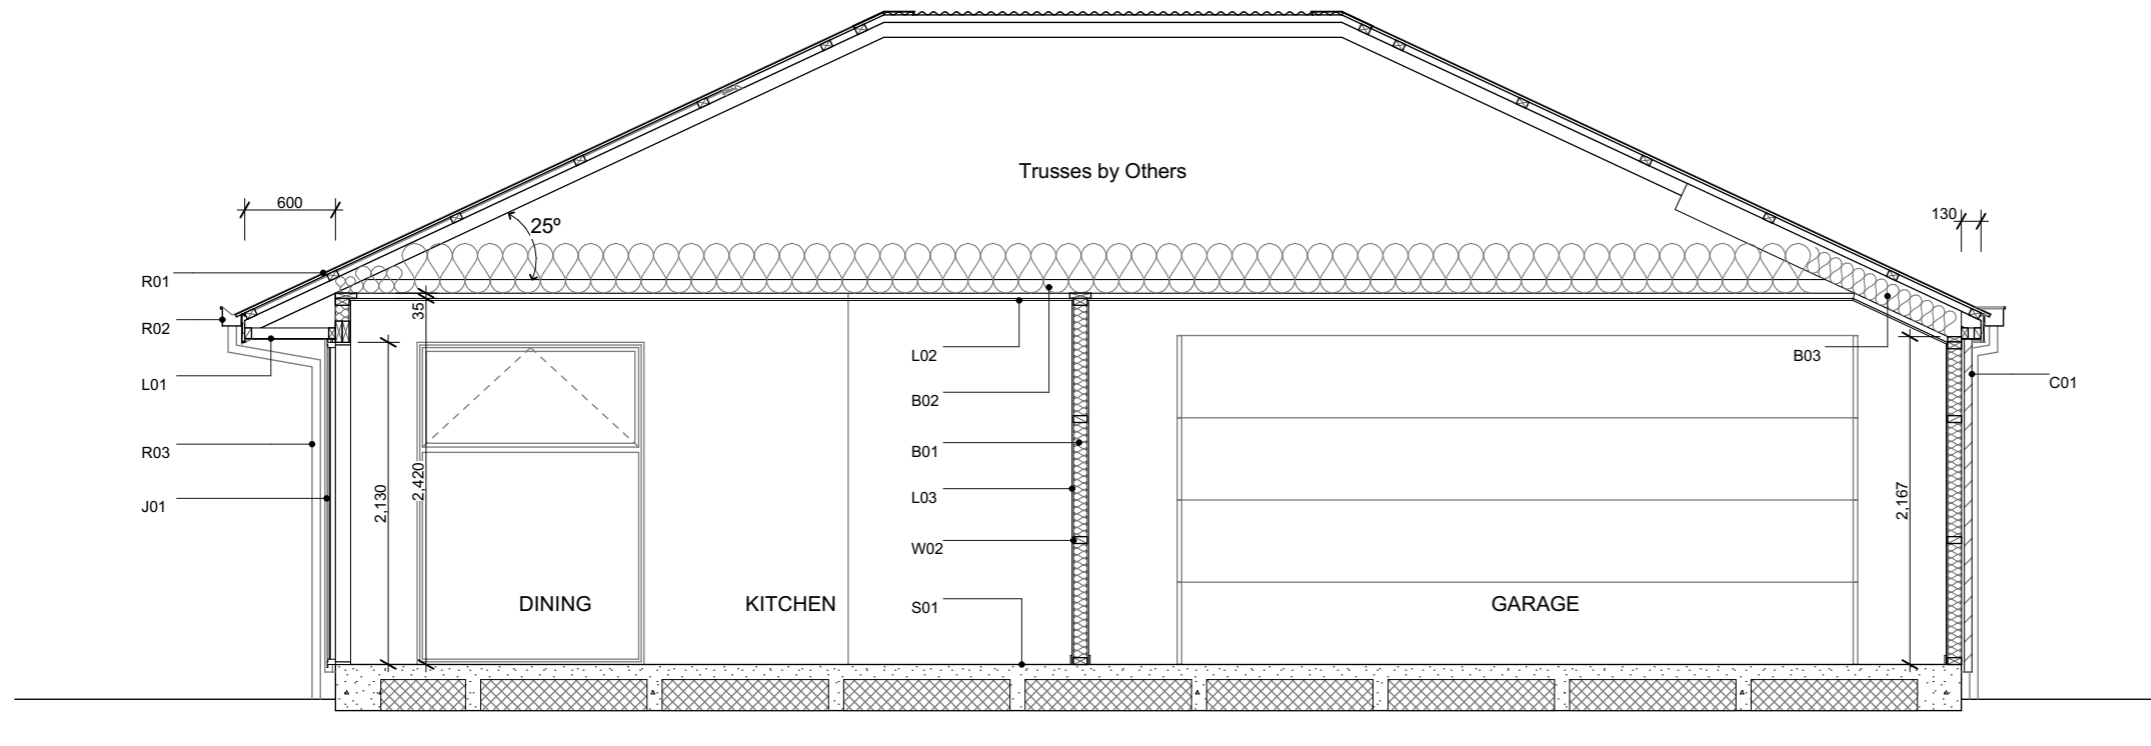 Trusses by Others
600
130
25º
R01
R02
35
L01
L02
B03
C01
B02
R03
B01
J01
2,130
2,420
L03
2,167
W02
DINING
KITCHEN
S01
GARAGE